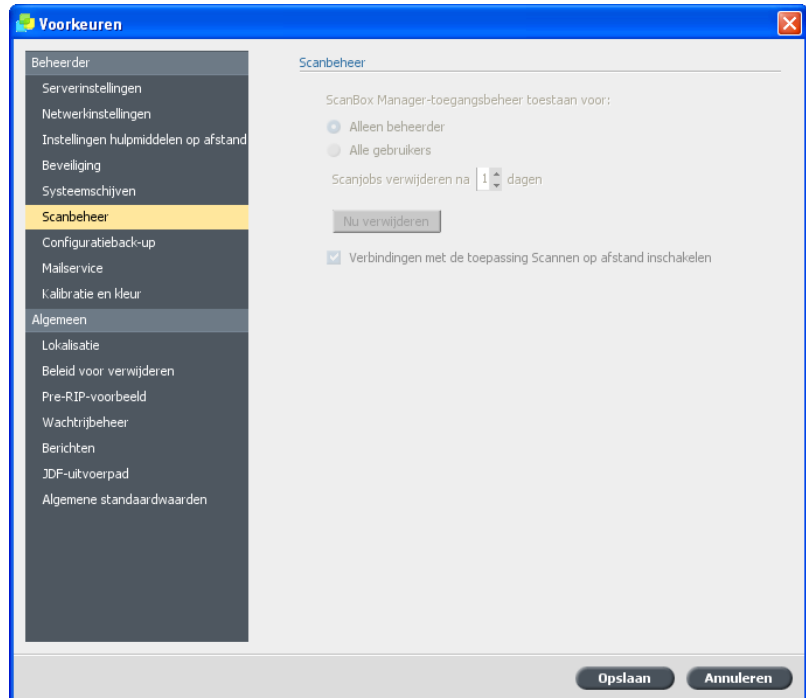 Voorkeuren
Beheerder
Serverinstellingen
Netwerkinstellingen
Instellingen hulpmiddelen op afstand
Beveiliging
Systeemschijven
Scanbeheer
Configuratieback-up
Mailservice
Kalibratie en kleur
Algemeen
Lokalisatie
Beleid voor verwijderen
Pre-RIP-voorbeeld
Wachtrijbeheer
Berichten
JDF-uitvoerpad
Algemene standaardwaarden
Scanbeheer
ScanBox Manager-toegangsbeheer toestaan voor:
Alleen beheerder
Alle gebruikers
Scanjobs verwijderen na 1 dagen
Nu verwijderen
Verbindingen met de toepassing Scannen op afstand inschakelen
Opslaan
Annuleren